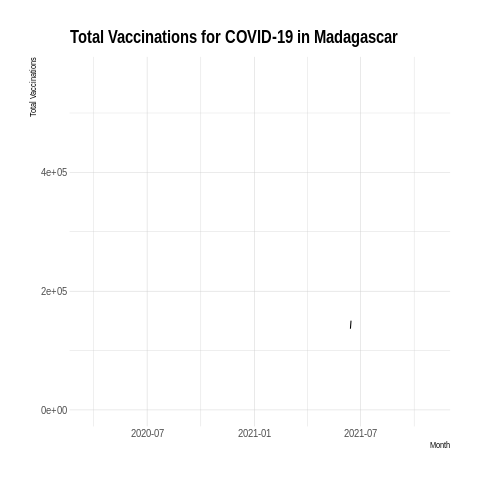 Total Vaccinations for COVID-19 in Madagascar
Total Vaccinations
4e+05
2e+05
0e+00
2020-07
2021-01
2021-07
Month